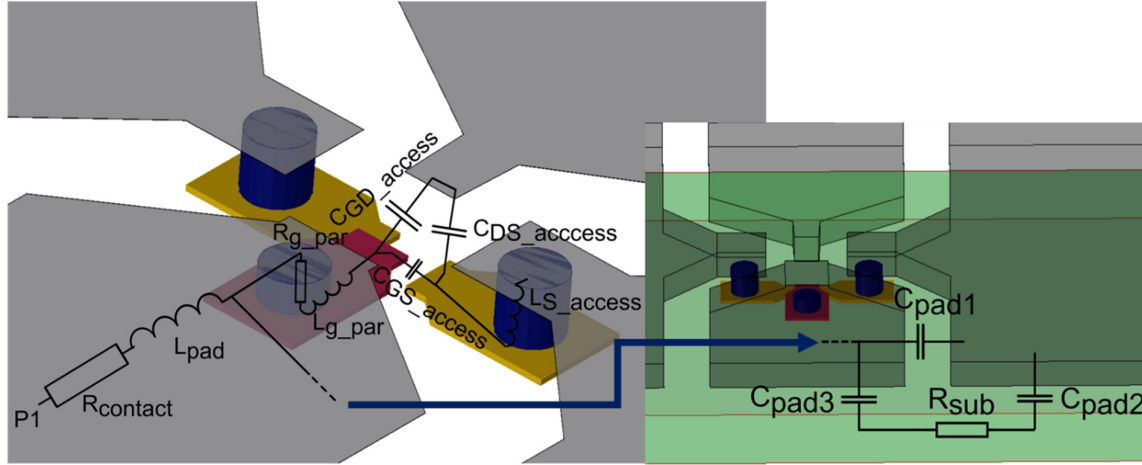 CGD_access
Rg_par
CDS_acccess
CGS_access
LS_access
Lg_par
Lpad
Rcontact
P1
Cpad1
Cpad3
Rsub
Cpad2